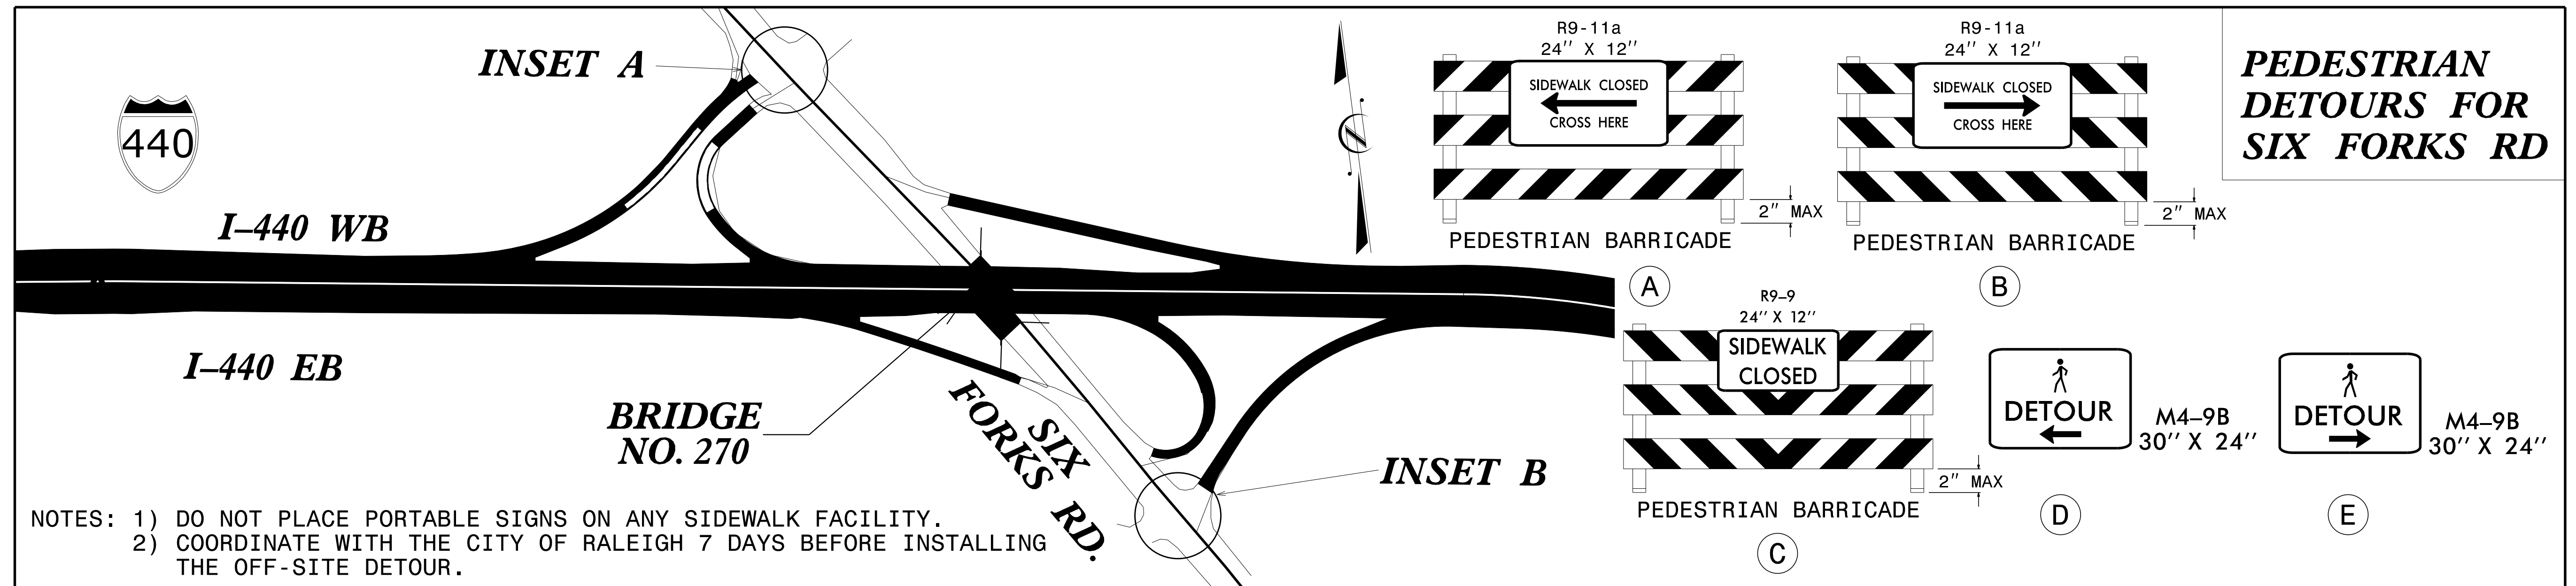 PEDESTRIAN
DETOURS FOR
SIX FORKS RD
INSET A
440
I-440 WB
I-440 EB
BRIDGE
NO. 270
SIX
FORKS RD.
INSET B
N
R9-11a
24" X 12"
SIDEWALK CLOSED
CROSS HERE
2" MAX
PEDESTRIAN BARRICADE
A
R9-11a
24" X 12"
SIDEWALK CLOSED
CROSS HERE
2" MAX
PEDESTRIAN BARRICADE
B
R9-9
24" X 12"
SIDEWALK
CLOSED
2" MAX
PEDESTRIAN BARRICADE
C
DETOUR
M4-9B
30" X 24"
D
DETOUR
M4-9B
30" X 24"
E
NOTES: 1) DO NOT PLACE PORTABLE SIGNS ON ANY SIDEWALK FACILITY.
2) COORDINATE WITH THE CITY OF RALEIGH 7 DAYS BEFORE INSTALLING
THE OFF-SITE DETOUR.